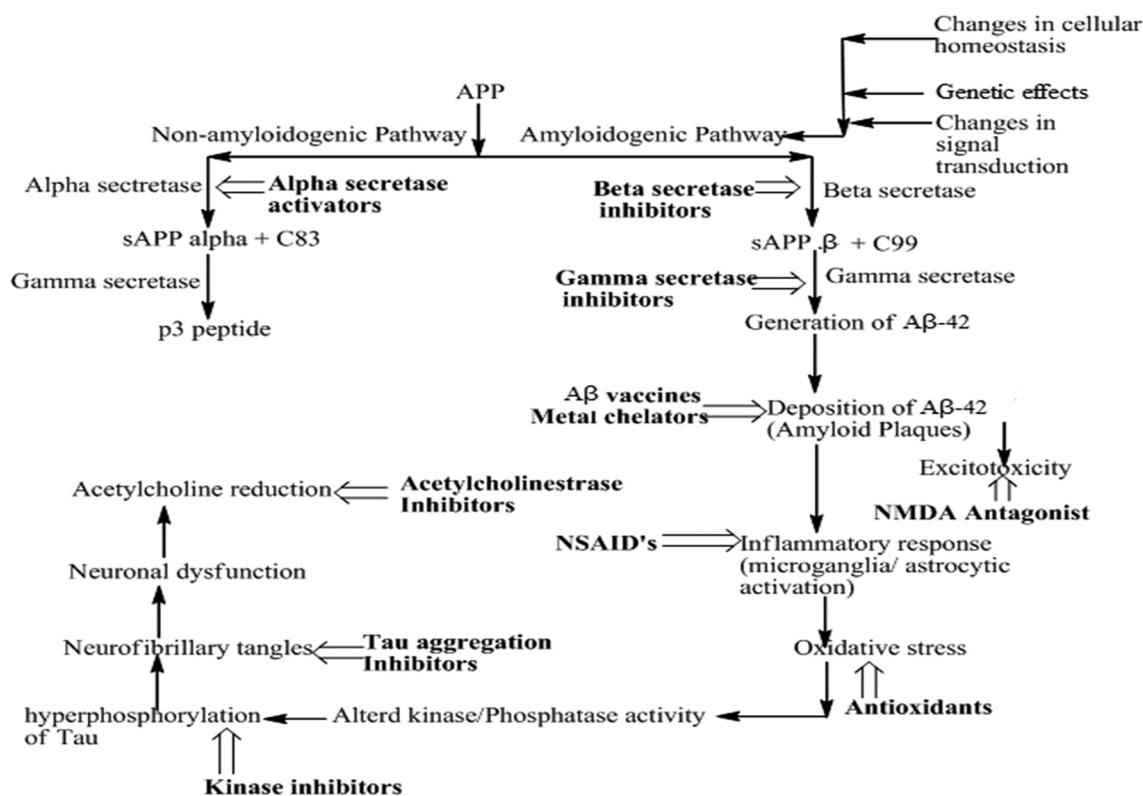 Changes in cellular
homeostasis
APP
Genetic effects
Non-amyloidogenic Pathway
Amyloidogenic Pathway
Changes in
signal
transduction
Alpha sectretase
Alpha secretase
activators
Beta secretase
inhibitors
Beta secretase
sAPP alpha + C83
sAPP .β + C99
Gamma secretase
Gamma secretase
inhibitors
Gamma secretase
p3 peptide
Generation of Aβ-42
Aβ vaccines
Metal chelators
Deposition of Aβ-42
(Amyloid Plaques)
Excitotoxicity
NMDA Antagonist
Acetylcholine reduction
Acetylcholinestrase
Inhibitors
NSAID's
Inflammatory response
(microganglia/ astrocytic
activation)
Neuronal dysfunction
Neurofibrillary tangles
Tau aggregation
Inhibitors
Oxidative stress
Antioxidants
hyperphosphorylation
of Tau
Alterd kinase/Phosphatase activity
Kinase inhibitors